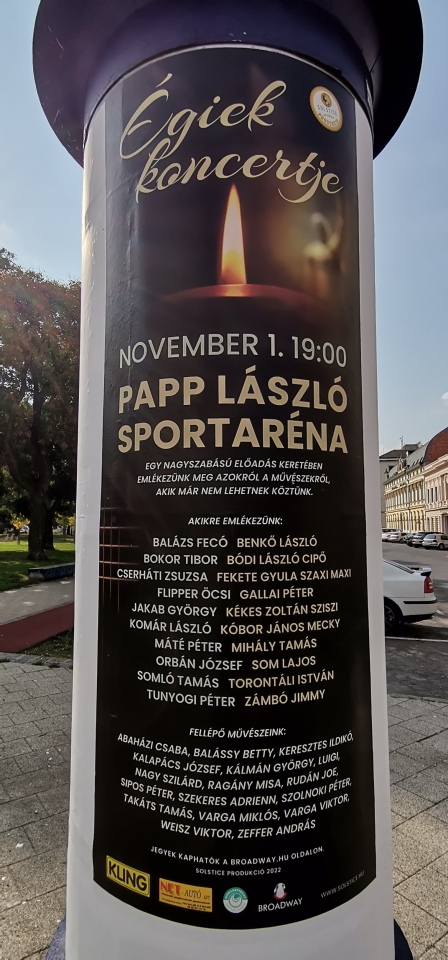 Égiek
koncertje
NOVEMBER 1. 19:00
PAPP LÁSZLÓ
SPORTARÉNA
EGY NAGYSZABÁSÚ ELŐADÁS KERETÉBEN
EMLÉKEZÜNK MEG AZOKRÓL A MŰVÉSZEKRŐL,
AKIK MÁR NEM LEHETNEK KÖZTÜNK.
AKIKRE EMLÉKEZÜNK:
BALÁZS FECÓ BENKŐ LÁSZLÓ
BOKOR TIBOR BÓDI LÁSZLÓ CIPŐ
CSERHÁTI ZSUZSA FEKETE GYULA SZAXI MAXI
FLIPPER ÖCSI GALLAI PÉTER
JAKAB GYÖRGY KÉKES ZOLTÁN SZISZI
KOMÁR LÁSZLÓ KÓBOR JÁNOS MECKY
MÁTÉ PÉTER MIHÁLY TAMÁS
ORBÁN JÓZSEF SOM LAJOS
SOMLÓ TAMÁS TORONTÁLI ISTVÁN
TUNYOGI PÉTER ZÁMBÓ JIMMY
FELLÉPŐ MŰVÉSZEINK:
ABAHÁZI CSABA, BALÁSSY BETTY, KERESZTES ILDIKÓ,
KALAPÁCS JÓZSEF, KÁLMÁN GYÖRGY, LUIGI,
NAGY SZILÁRD, RAGÁNY MISA, RUDÁN JOE,
SIPOS PÉTER, SZEKERES ADRIENN, SZOLNOKI PÉTER,
TAKÁTS TAMÁS, VARGA MIKLÓS, VARGA VIKTOR,
WEISZ VIKTOR, ZEFFER ANDRÁS
JEGYEK KAPHATÓK A BROADWAY.HU OLDALON.
SOLSTICE PRODUKCIÓ 2022
KLING
NET-AUTÓ
BROADWAY
WWW.SOLSTICE.HU